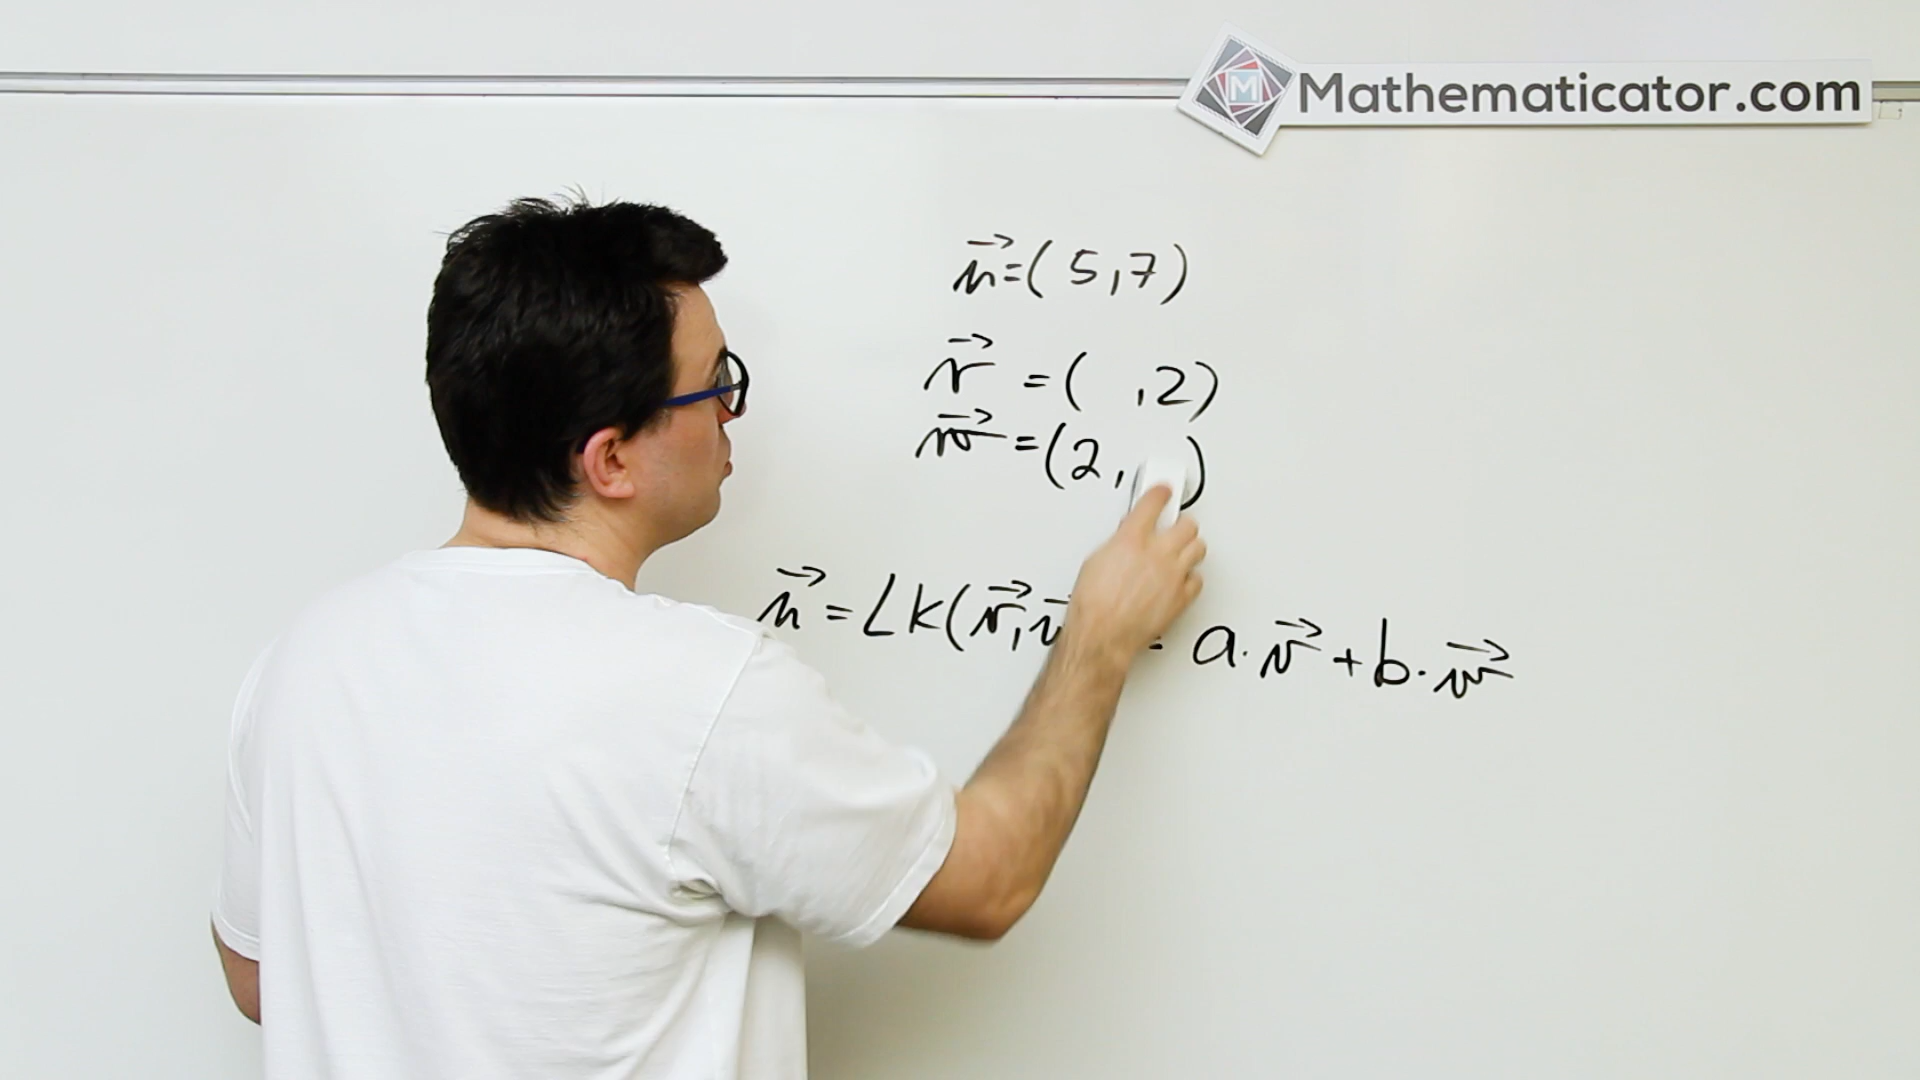 Mathematicator.com
u⃗=(5,7)
v⃗ =( ,2)
w⃗ =(2, )
u⃗ = LK(v⃗, = a·v⃗+b·w⃗